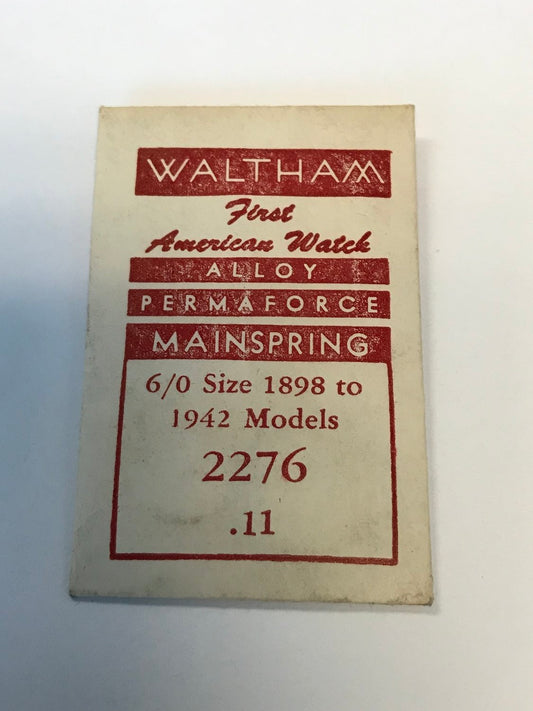 WALTHAM
First
American Watch
ALLOY
PERMAFORCE
MAINSPRING
6/0 Size 1898 to
1942 Models
2276
.11